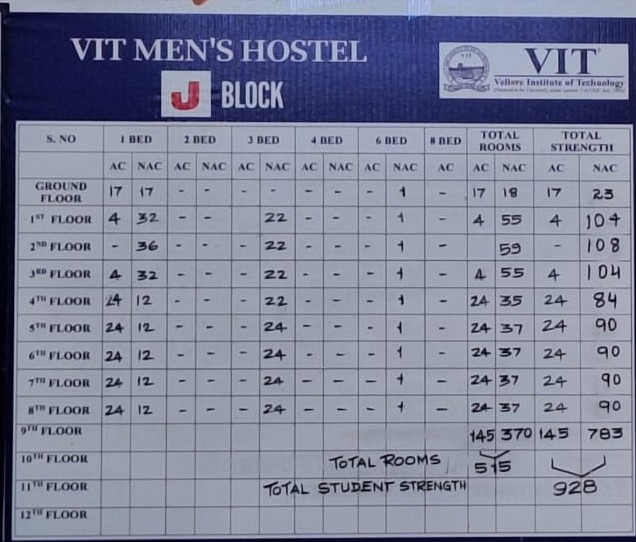 VIT MEN'S HOSTEL
J BLOCK
VIT
Vellore Institute of Technology
S. NO 1 BED 2 BED 3 BED 4 BED 6 BED 8 BED TOTAL ROOMS TOTAL STRENGTH
AC NAC AC NAC AC NAC AC NAC AC NAC AC AC NAC AC NAC
GROUND FLOOR 17 17 - - - - - - - 1 - 17 18 17 23
1ST FLOOR 4 32 - - 22 - - - 1 - 4 55 4 104
2ND FLOOR - 36 - - 22 - - - 1 - 59 - 108
3RD FLOOR 4 32 - - - 22 - - - 1 - 4 55 4 104
4TH FLOOR 24 12 - - - 22 - - - 1 - 24 35 24 84
5TH FLOOR 24 12 - - - 24 - - - 1 - 24 37 24 90
6TH FLOOR 24 12 - - - 24 - - - 1 - 24 37 24 90
7TH FLOOR 24 12 - - - 24 - - - 1 - 24 37 24 90
8TH FLOOR 24 12 - - - 24 - - - 1 - 24 37 24 90
9TH FLOOR 145 370 145 783
10TH FLOOR TOTAL ROOMS 515
11TH FLOOR TOTAL STUDENT STRENGTH 928
12TH FLOOR